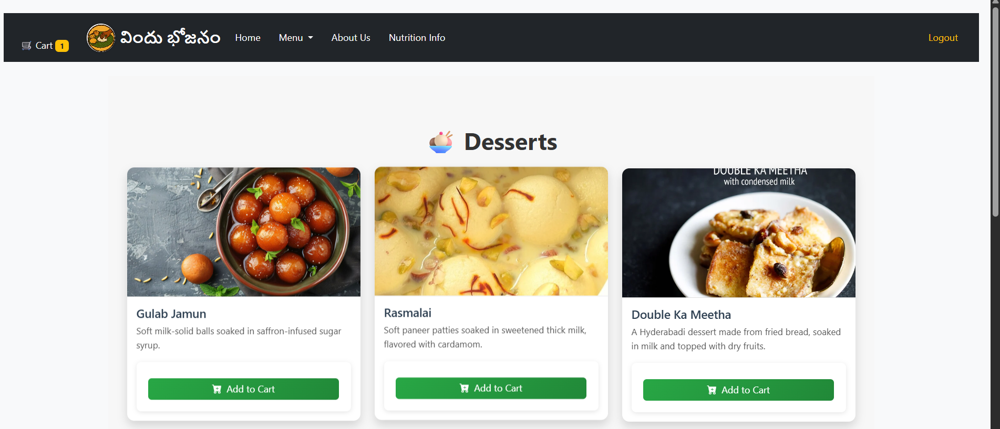 Cart 1
విందు భోజనం
Home
Menu
About Us
Nutrition Info
Logout
Desserts
DOUBLE KA MEETHA
with condensed milk
Gulab Jamun
Soft milk-solid balls soaked in saffron-infused sugar
syrup.
Add to Cart
Rasmalai
Soft paneer patties soaked in sweetened thick milk,
flavored with cardamom.
Add to Cart
Double Ka Meetha
A Hyderabadi dessert made from fried bread, soaked
in milk and topped with dry fruits.
Add to Cart